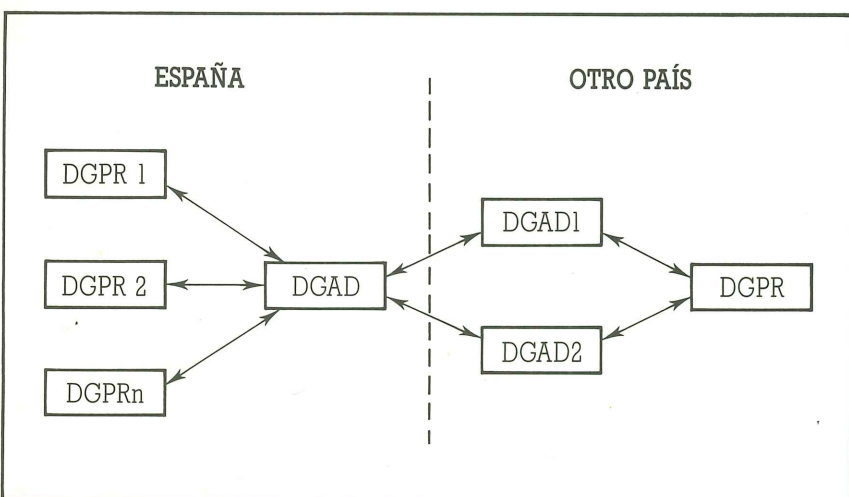 ESPAÑA
OTRO PAÍS
DGPR 1
DGPR 2
DGPRn
DGAD
DGAD1
DGAD2
DGPR